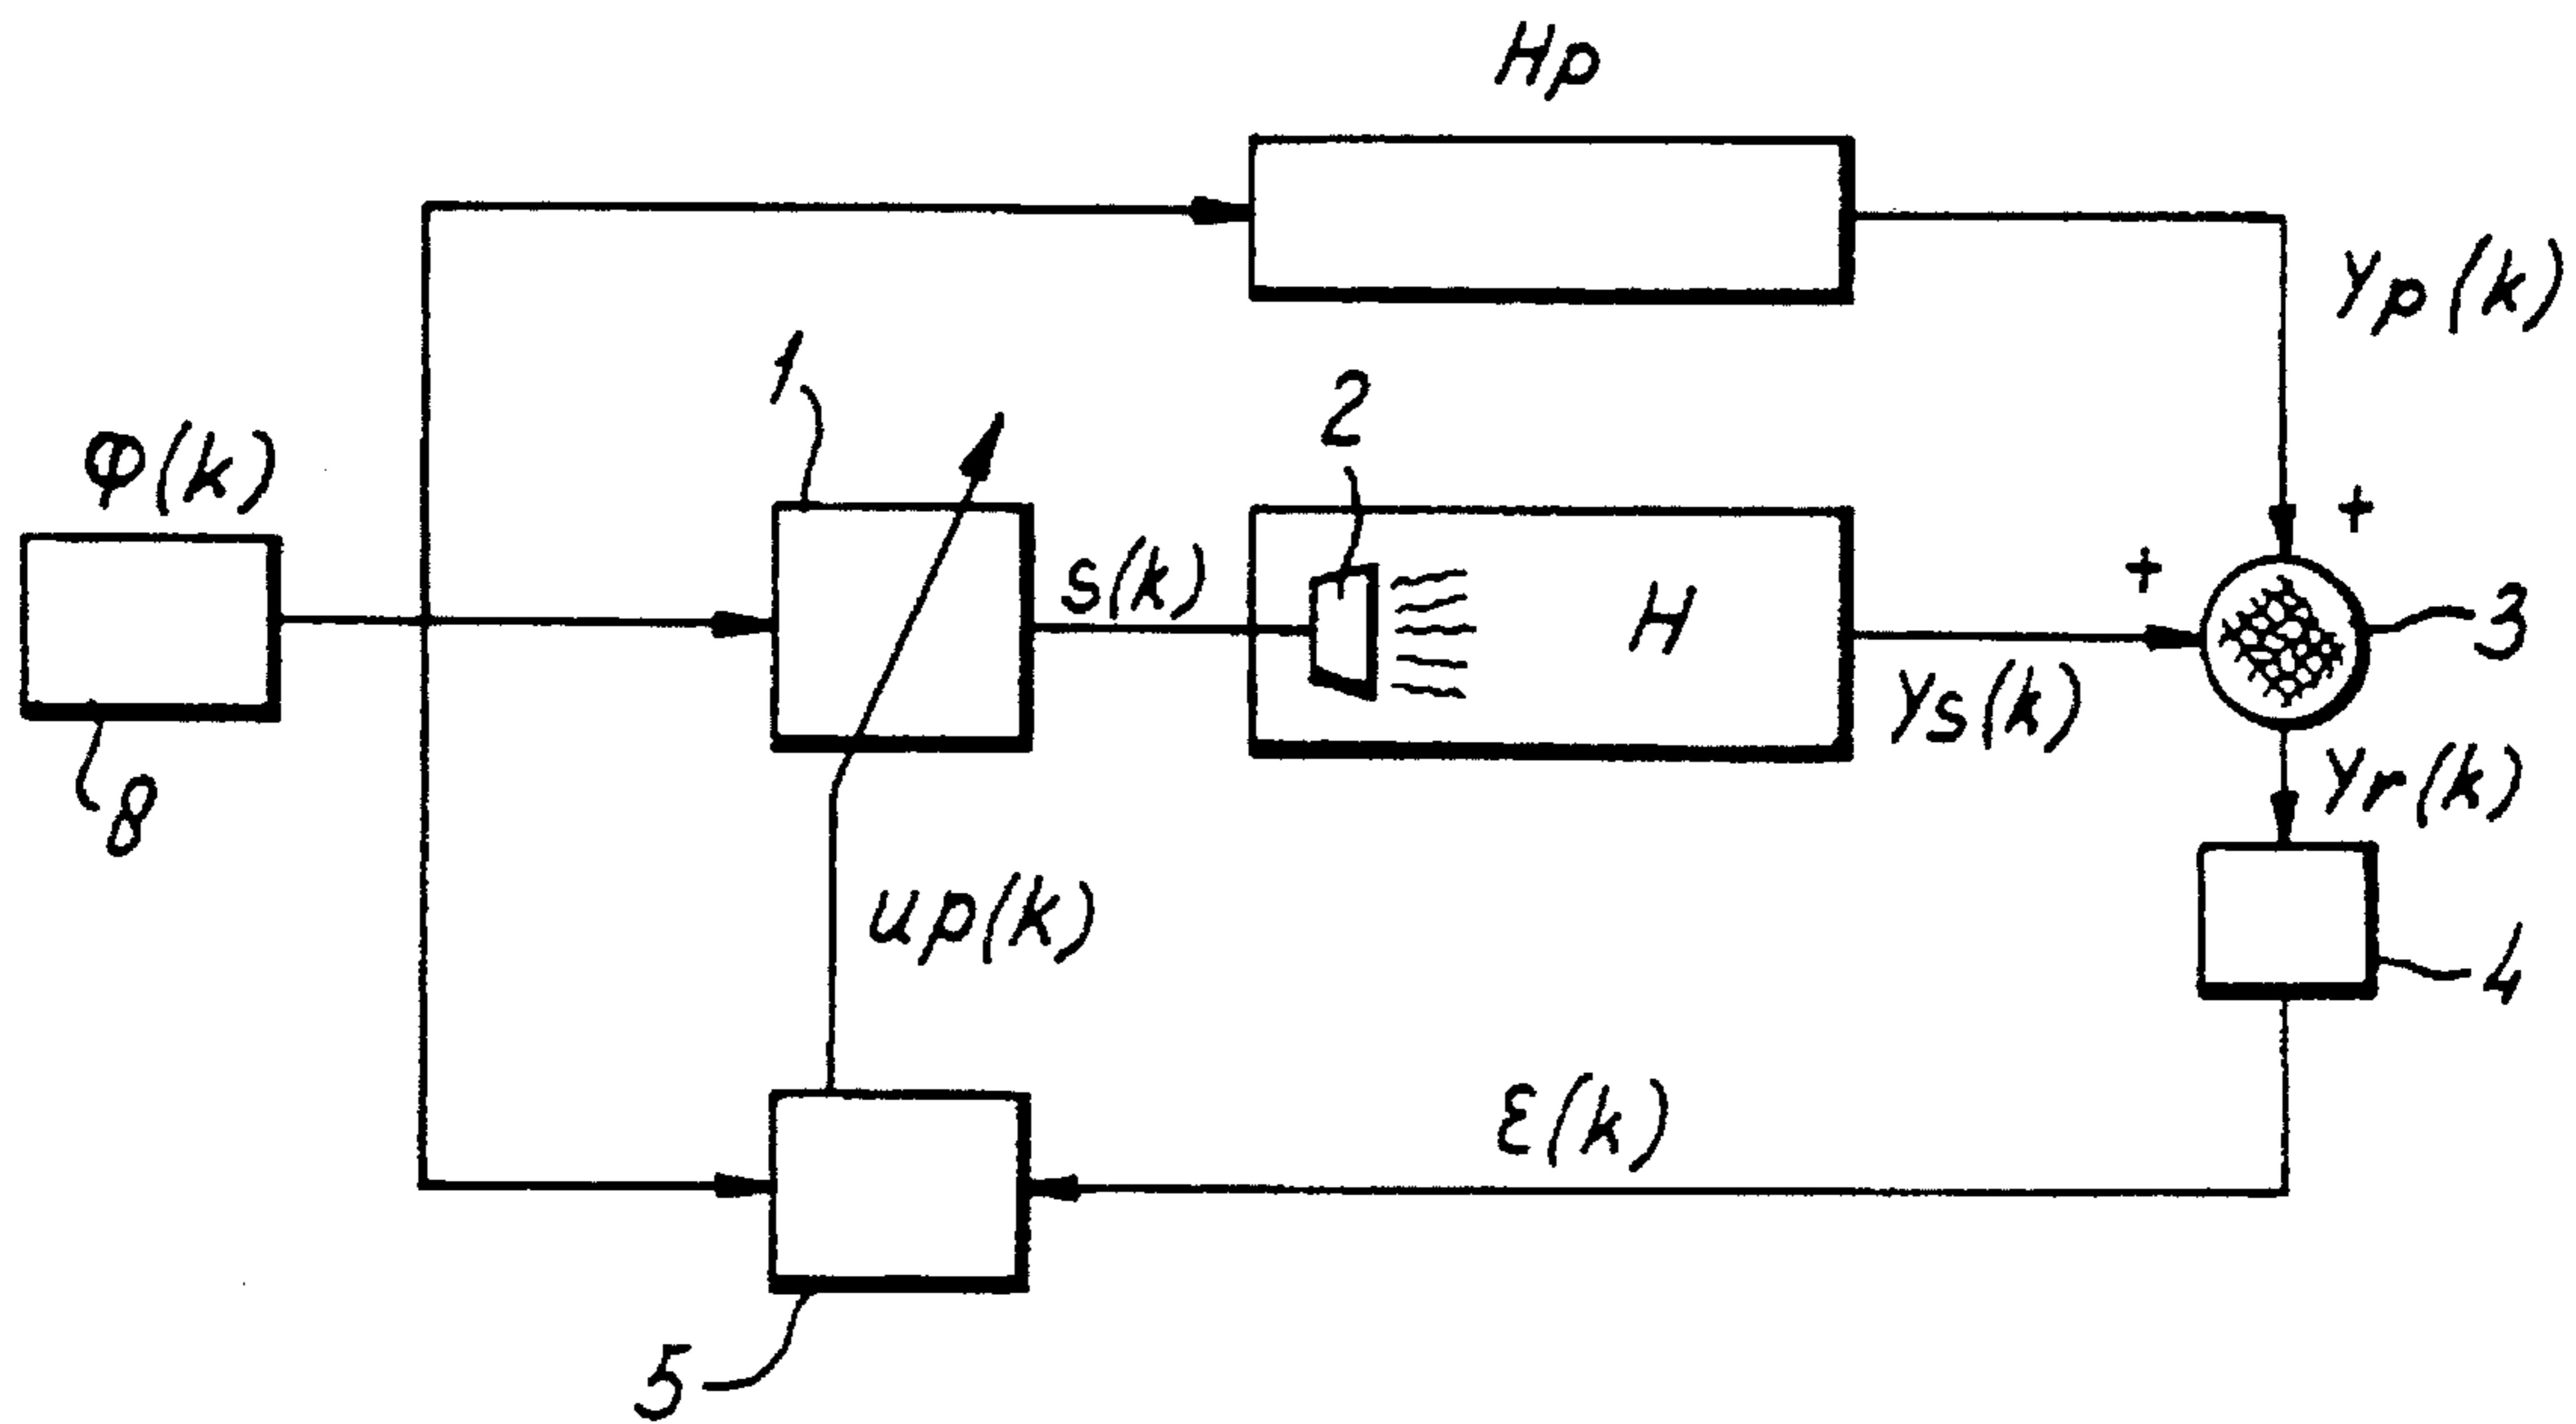 Hp
yp(k)
1
2
φ(k)
+
+
s(k)
H
3
ys(k)
yr(k)
8
up(k)
4
ε(k)
5